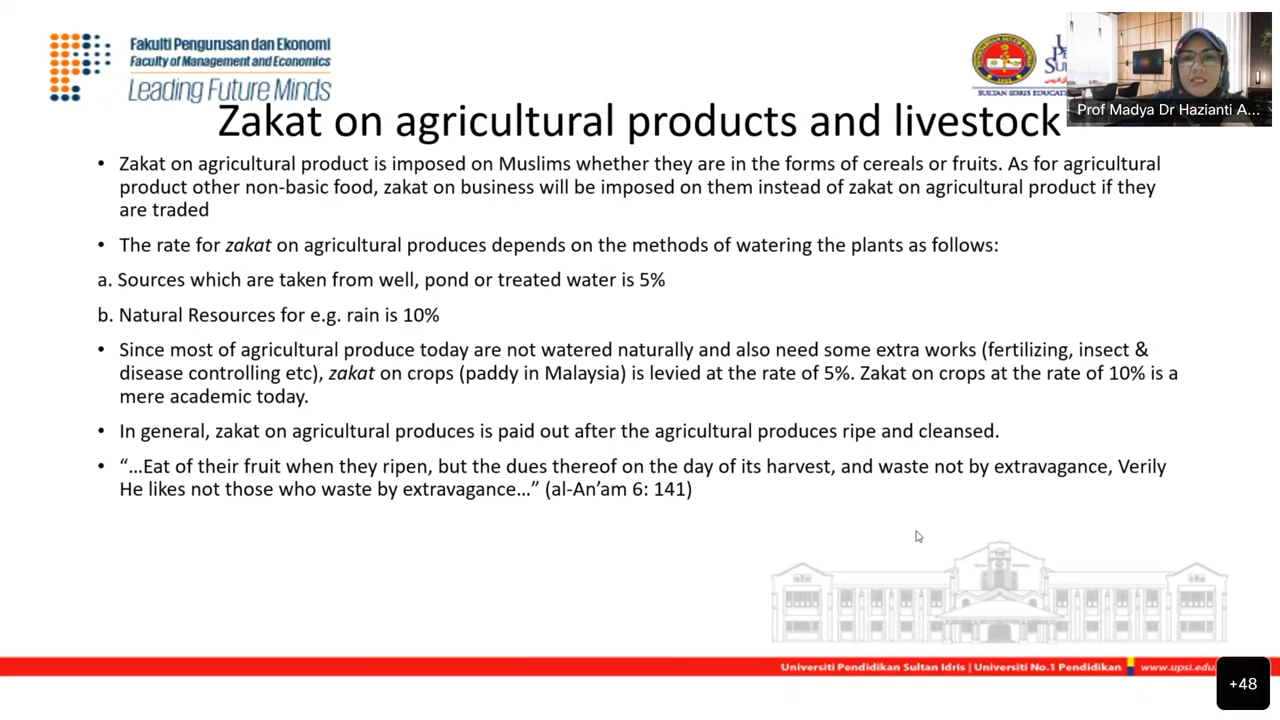 Fakulti Pengurusan dan Ekonomi
Faculty of Management and Economics
Leading Future Minds
SULTAN IDRIS EDUCAT
Prof Madya Dr Hazianti A...
Zakat on agricultural products and livestock
• Zakat on agricultural product is imposed on Muslims whether they are in the forms of cereals or fruits. As for agricultural
product other non-basic food, zakat on business will be imposed on them instead of zakat on agricultural product if they
are traded
• The rate for zakat on agricultural produces depends on the methods of watering the plants as follows:
a. Sources which are taken from well, pond or treated water is 5%
b. Natural Resources for e.g. rain is 10%
• Since most of agricultural produce today are not watered naturally and also need some extra works (fertilizing, insect &
disease controlling etc), zakat on crops (paddy in Malaysia) is levied at the rate of 5%. Zakat on crops at the rate of 10% is a
mere academic today.
• In general, zakat on agricultural produces is paid out after the agricultural produces ripe and cleansed.
• “…Eat of their fruit when they ripen, but the dues thereof on the day of its harvest, and waste not by extravagance, Verily
He likes not those who waste by extravagance…” (al-An’am 6: 141)
Universiti Pendidikan Sultan Idris | Universiti No.1 Pendidikan
www.upsi.edu
+48